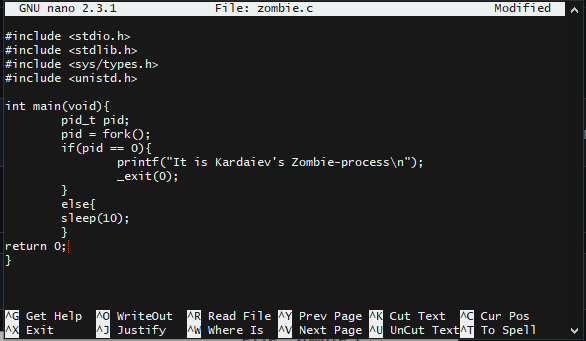 GNU nano 2.3.1 File: zombie.c Modified
#include <stdio.h>
#include <stdlib.h>
#include <sys/types.h>
#include <unistd.h>
int main(void){
pid_t pid;
pid = fork();
if(pid == 0){
printf("It is Kardaiev's Zombie-process\n");
_exit(0);
}
else{
sleep(10);
}
return 0;
}
^G Get Help ^O WriteOut ^R Read File ^Y Prev Page ^K Cut Text ^C Cur Pos
^X Exit ^J Justify ^W Where Is ^V Next Page ^U UnCut Text ^T To Spell